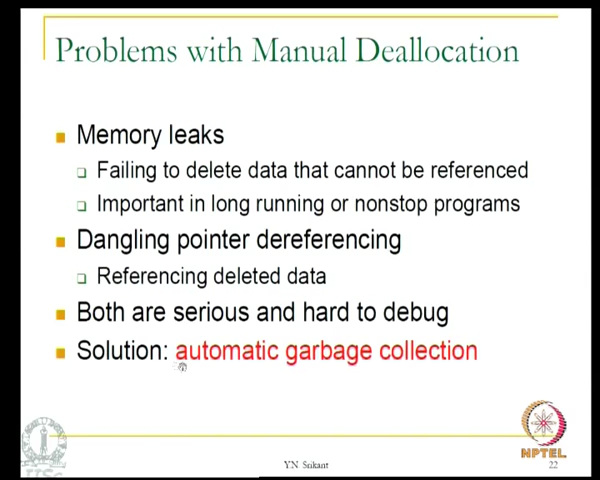 Problems with Manual Deallocation
Memory leaks
Failing to delete data that cannot be referenced
Important in long running or nonstop programs
Dangling pointer dereferencing
Referencing deleted data
Both are serious and hard to debug
Solution: automatic garbage collection
Y.N Srikant
NPTEL
22